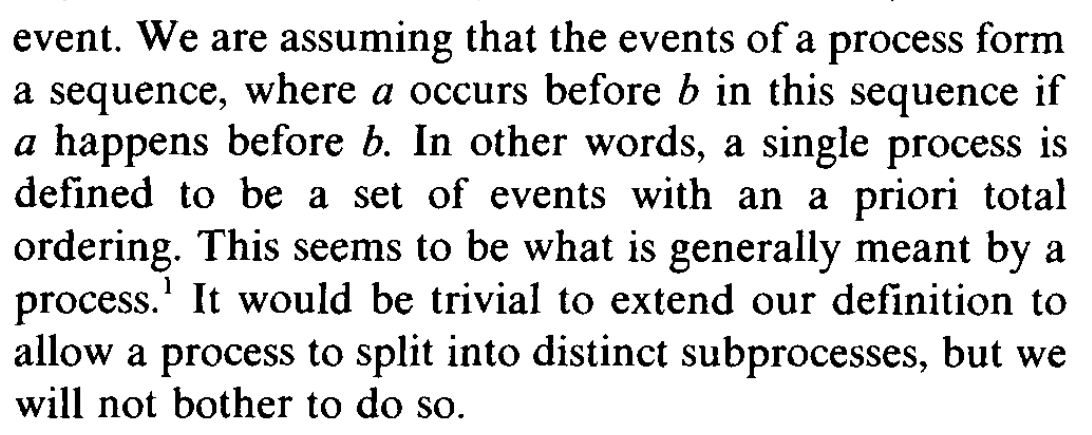 event. We are assuming that the events of a process form
a sequence, where a occurs before b in this sequence if
a happens before b. In other words, a single process is
defined to be a set of events with an a priori total
ordering. This seems to be what is generally meant by a
process.¹ It would be trivial to extend our definition to
allow a process to split into distinct subprocesses, but we
will not bother to do so.